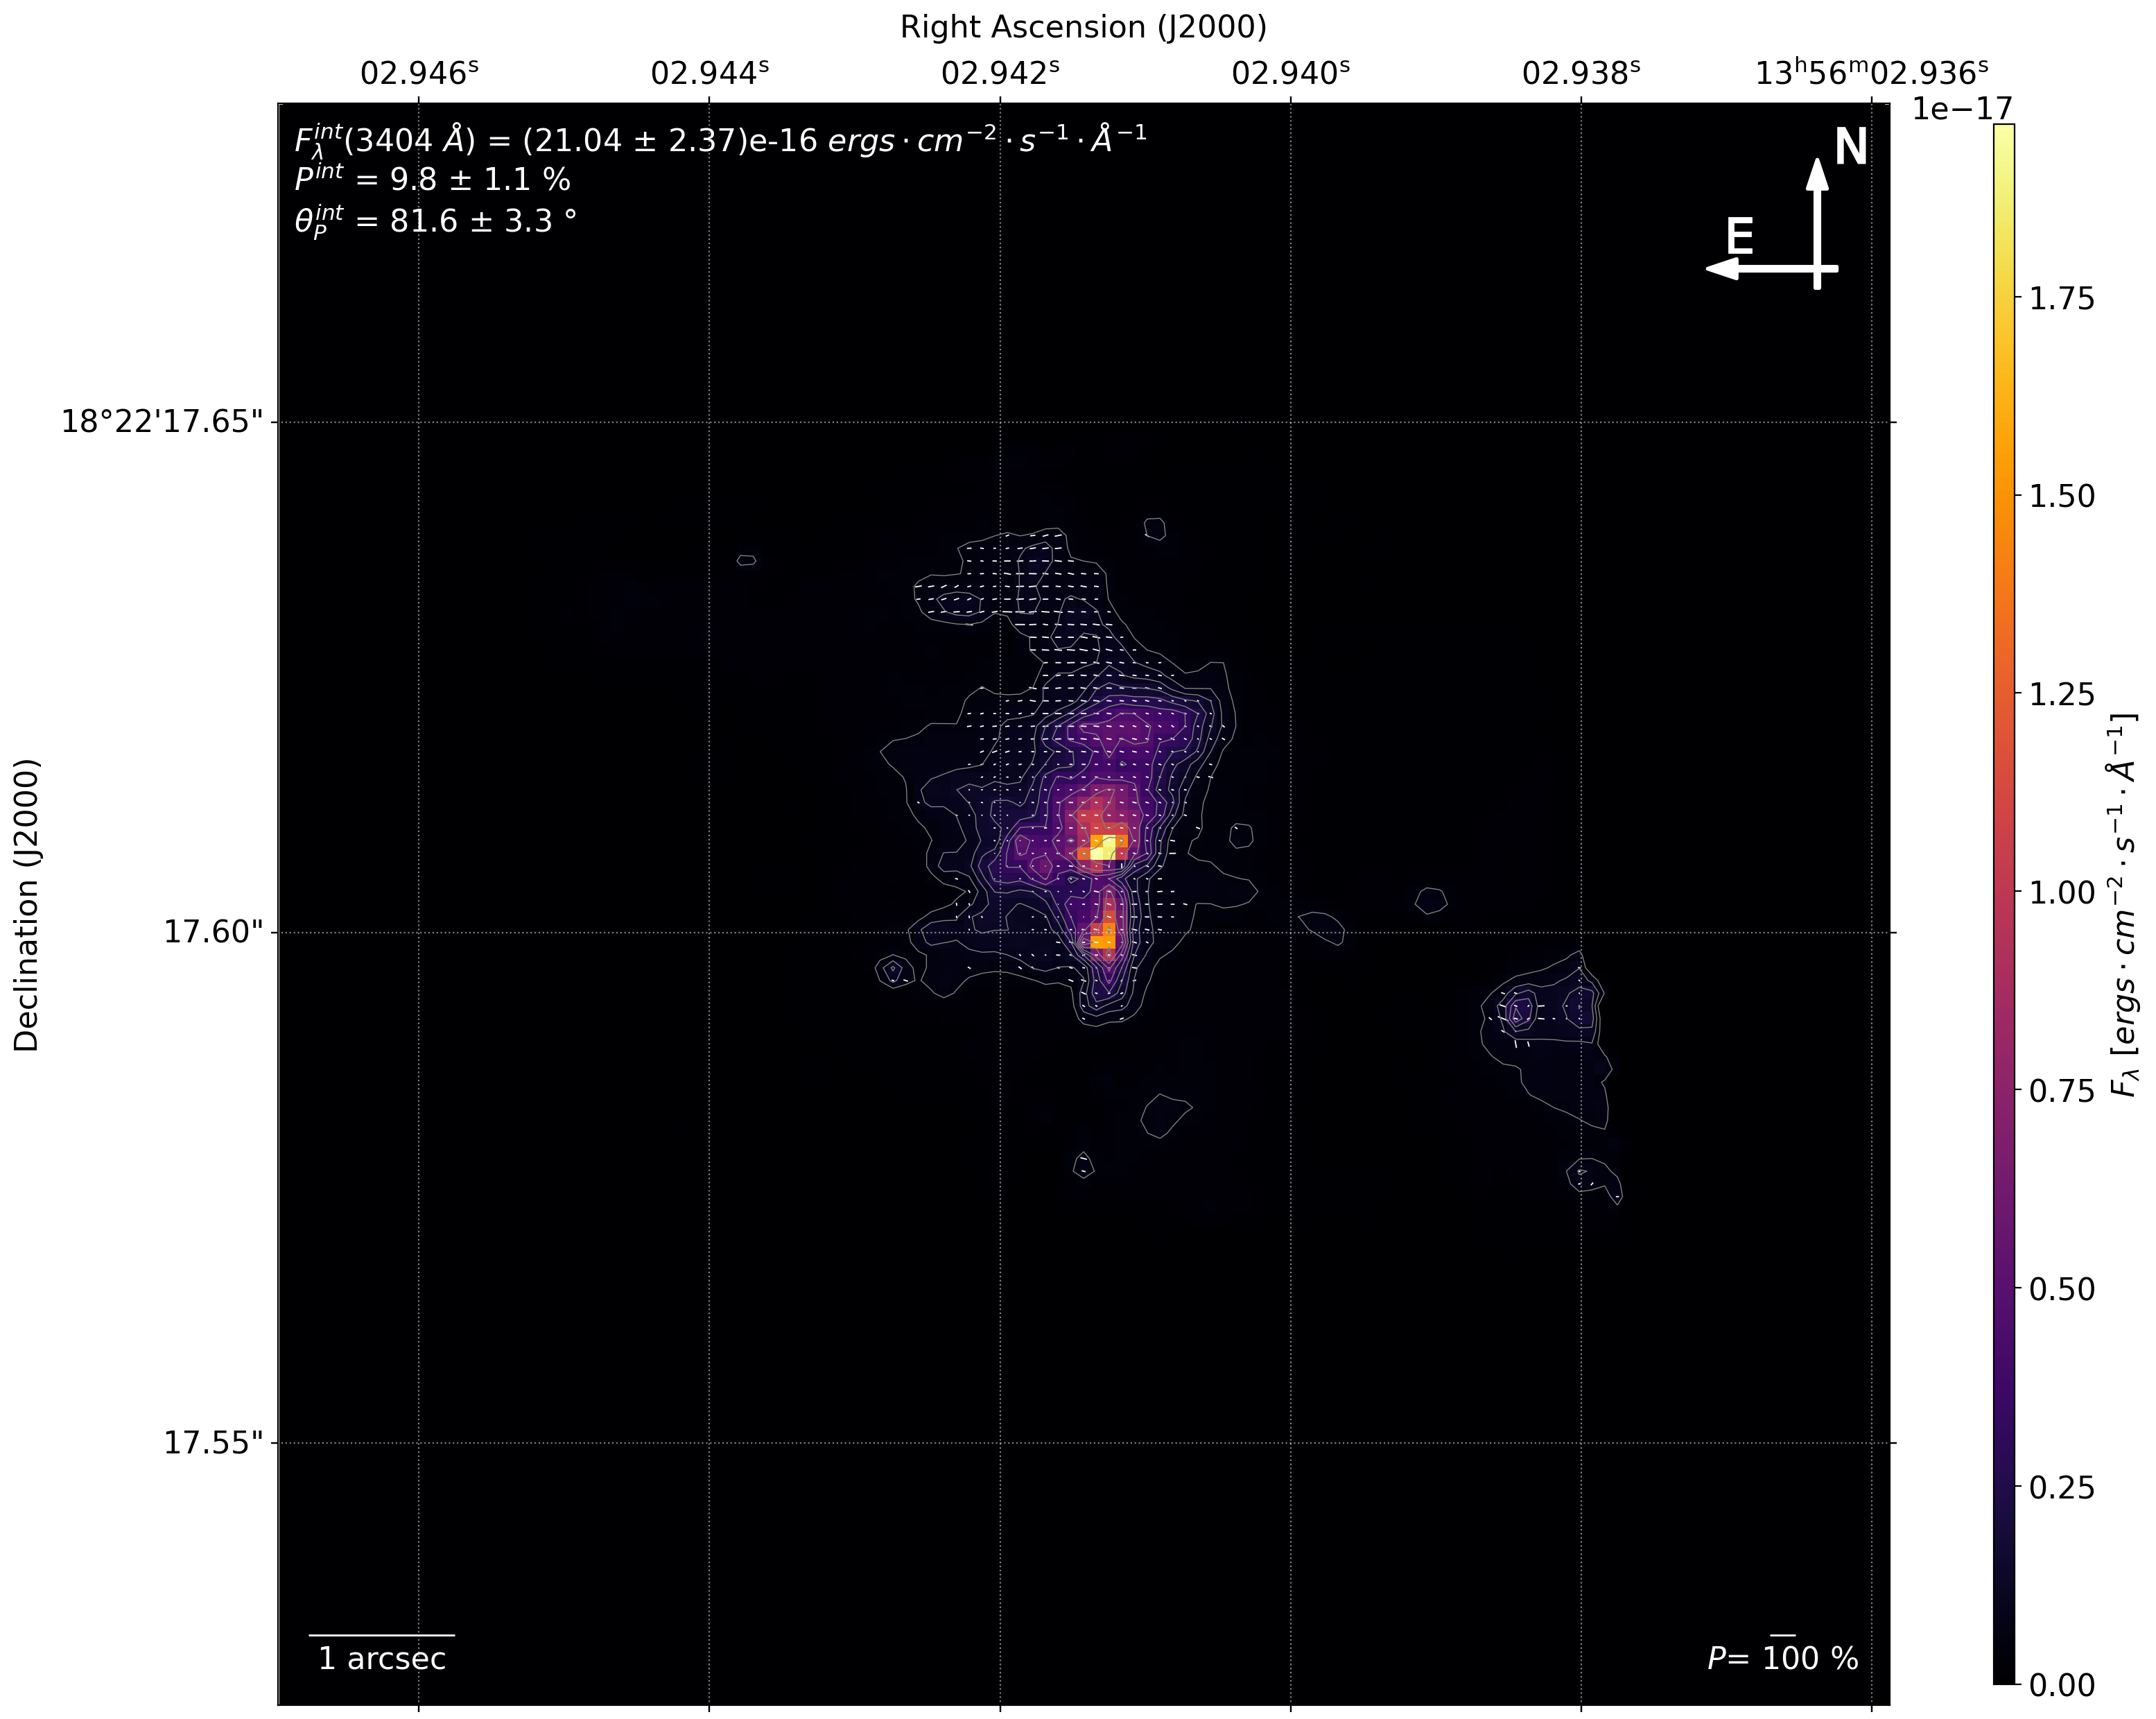 Right Ascension (J2000)
02.946ˢ 02.944ˢ 02.942ˢ 02.940ˢ 02.938ˢ 13ʰ56ᵐ02.936ˢ
1e−17
F_λ^int(3404 Å) = (21.04 ± 2.37)e-16 ergs · cm⁻² · s⁻¹ · Å⁻¹
P^int = 9.8 ± 1.1 %
θ_P^int = 81.6 ± 3.3 °
N
E
18°22'17.65"
17.60"
17.55"
Declination (J2000)
1.75
1.50
1.25
1.00
0.75
0.50
0.25
0.00
F_λ [ergs · cm⁻² · s⁻¹ · Å⁻¹]
1 arcsec
P= 100 %